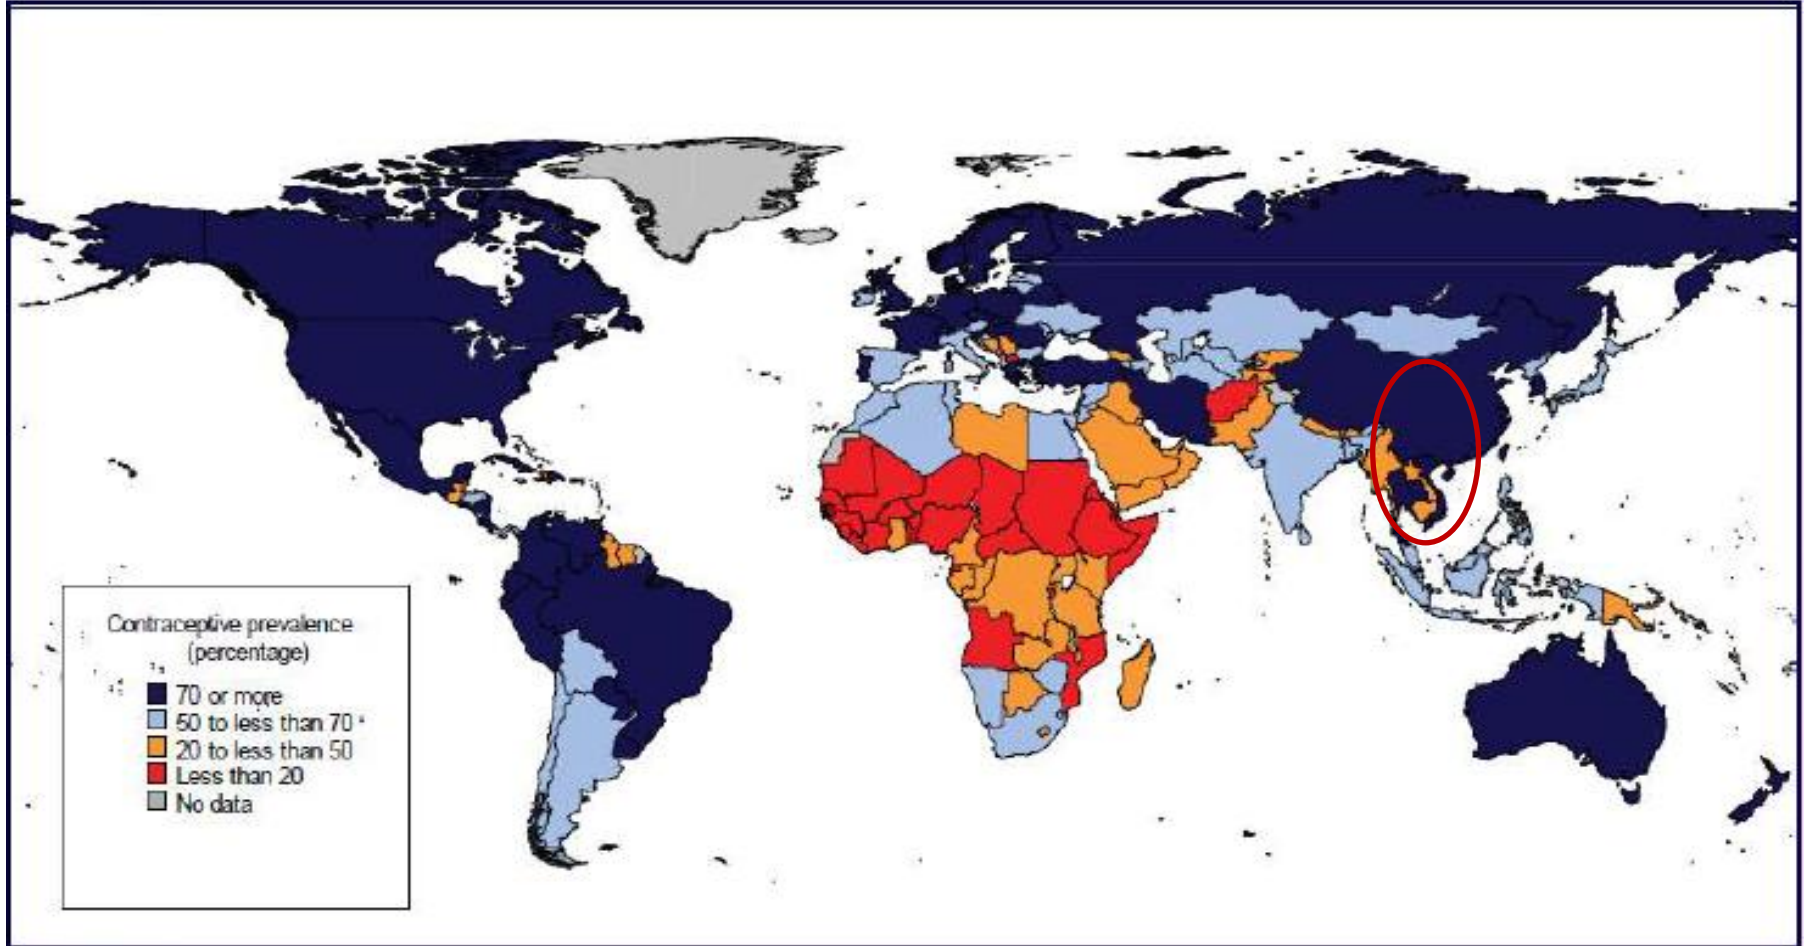 Contraceptive prevalence
(percentage)
70 or more
50 to less than 70
20 to less than 50
Less than 20
No data